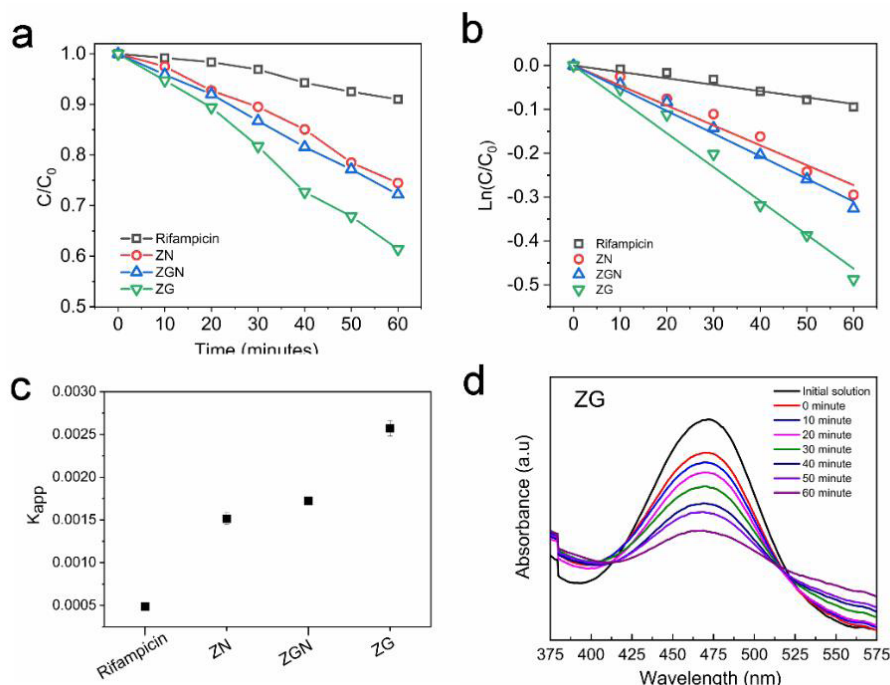 a
1.0
0.9
0.8
0.7
0.6
0.5
C/C0
Rifampicin
ZN
ZGN
ZG
0 10 20 30 40 50 60
Time (minutes)
b
0.0
-0.1
-0.2
-0.3
-0.4
-0.5
Ln(C/C0)
Rifampicin
ZN
ZGN
ZG
0 10 20 30 40 50 60
c
0.0030
0.0025
0.0020
0.0015
0.0010
0.0005
Kapp
Rifampicin ZN ZGN ZG
d
ZG
Initial solution
0 minute
10 minute
20 minute
30 minute
40 minute
50 minute
60 minute
Absorbance (a.u)
375 400 425 450 475 500 525 550 575
Wavelength (nm)